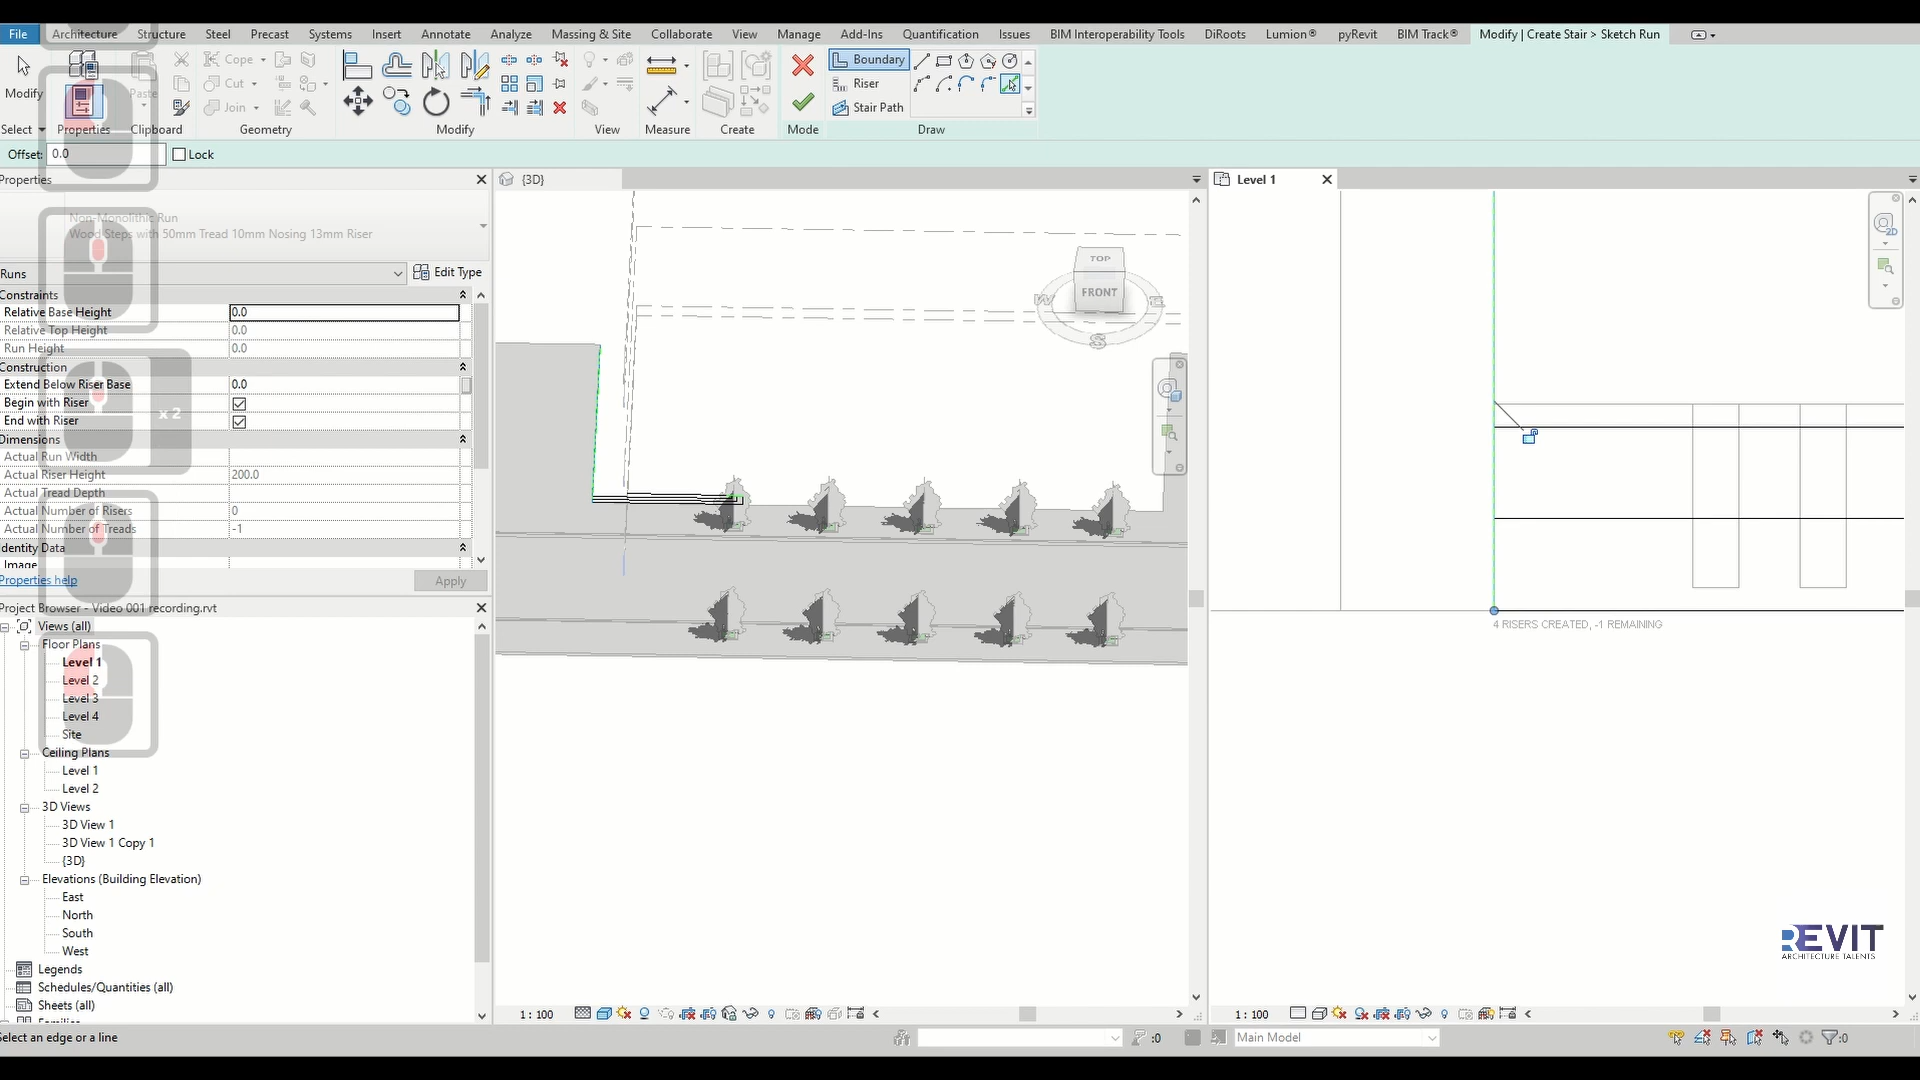 File Architecture Structure Steel Precast Systems Insert Annotate Analyze Massing & Site Collaborate View Manage Add-Ins Quantification Issues BIM Interoperability Tools DiRoots Lumion® pyRevit BIM Track® Modify | Create Stair > Sketch Run
Modify
Paste
Cope
Cut
Join
Boundary
Riser
Stair Path
Select Properties Clipboard Geometry Modify View Measure Create Mode Draw
Offset: 0.0 Lock
Properties
Non-Monolithic Run
Wood Steps with 50mm Tread 10mm Nosing 13mm Riser
Runs Edit Type
Constraints
Relative Base Height 0.0
Relative Top Height 0.0
Run Height 0.0
Construction
Extend Below Riser Base 0.0
Begin with Riser
End with Riser
x 2
Dimensions
Actual Run Width
Actual Riser Height 200.0
Actual Tread Depth
Actual Number of Risers 0
Actual Number of Treads -1
Identity Data
Image
Properties help Apply
Project Browser - Video 001 recording.rvt
Views (all)
Floor Plans
Level 1
Level 2
Level 3
Level 4
Site
Ceiling Plans
Level 1
Level 2
3D Views
3D View 1
3D View 1 Copy 1
{3D}
Elevations (Building Elevation)
East
North
South
West
Legends
Schedules/Quantities (all)
Sheets (all)
Families
{3D}
TOP
FRONT
W
E
S
1 : 100
Level 1
2D
4 RISERS CREATED, -1 REMAINING
REVIT
ARCHITECTURE TALENTS
1 : 100
Select an edge or a line
:0
Main Model
:0